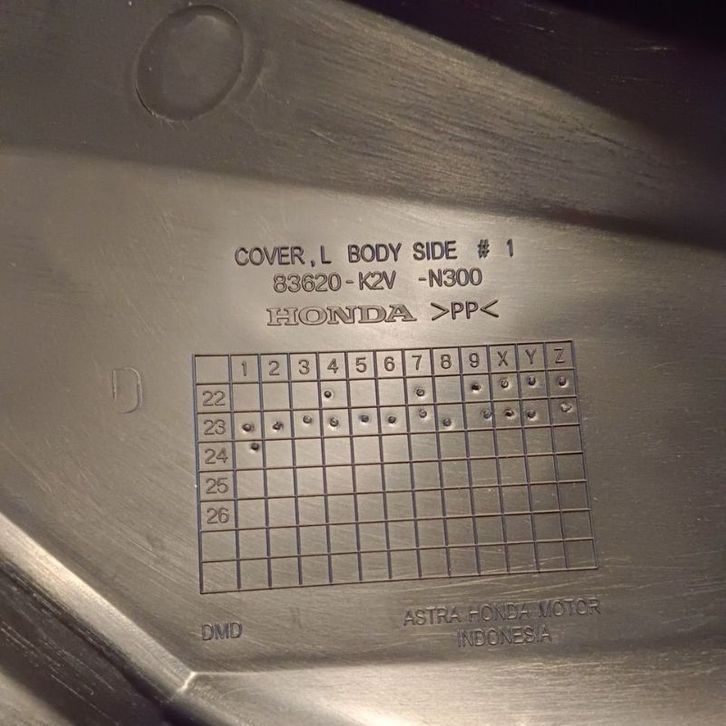 COVER, L BODY SIDE # 1
83620-K2V -N300
HONDA >PP<
1 2 3 4 5 6 7 8 9 X Y Z
22
23
24
25
26
DMD
ASTRA HONDA MOTOR
INDONESIA